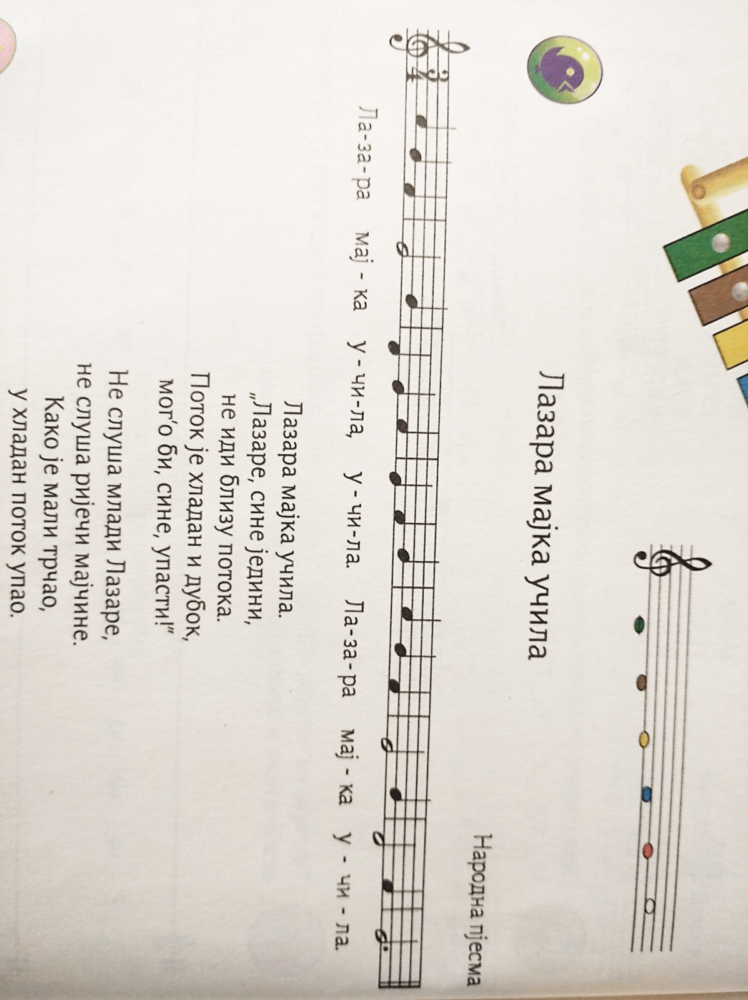 Лазара мајка учила
Народна пјесма
3
4
Ла-за-ра мај - ка у - чи-ла, у - чи-ла. Ла-за-ра мај - ка у - чи - ла.
Лазара мајка учила.
„Лазаре, сине једини,
не иди близу потока.
Поток је хладан и дубок,
мог'о би, сине, упасти!”
Не слуша млади Лазаре,
не слуша ријечи мајчине.
Како је мали трчао,
у хладан поток упао.